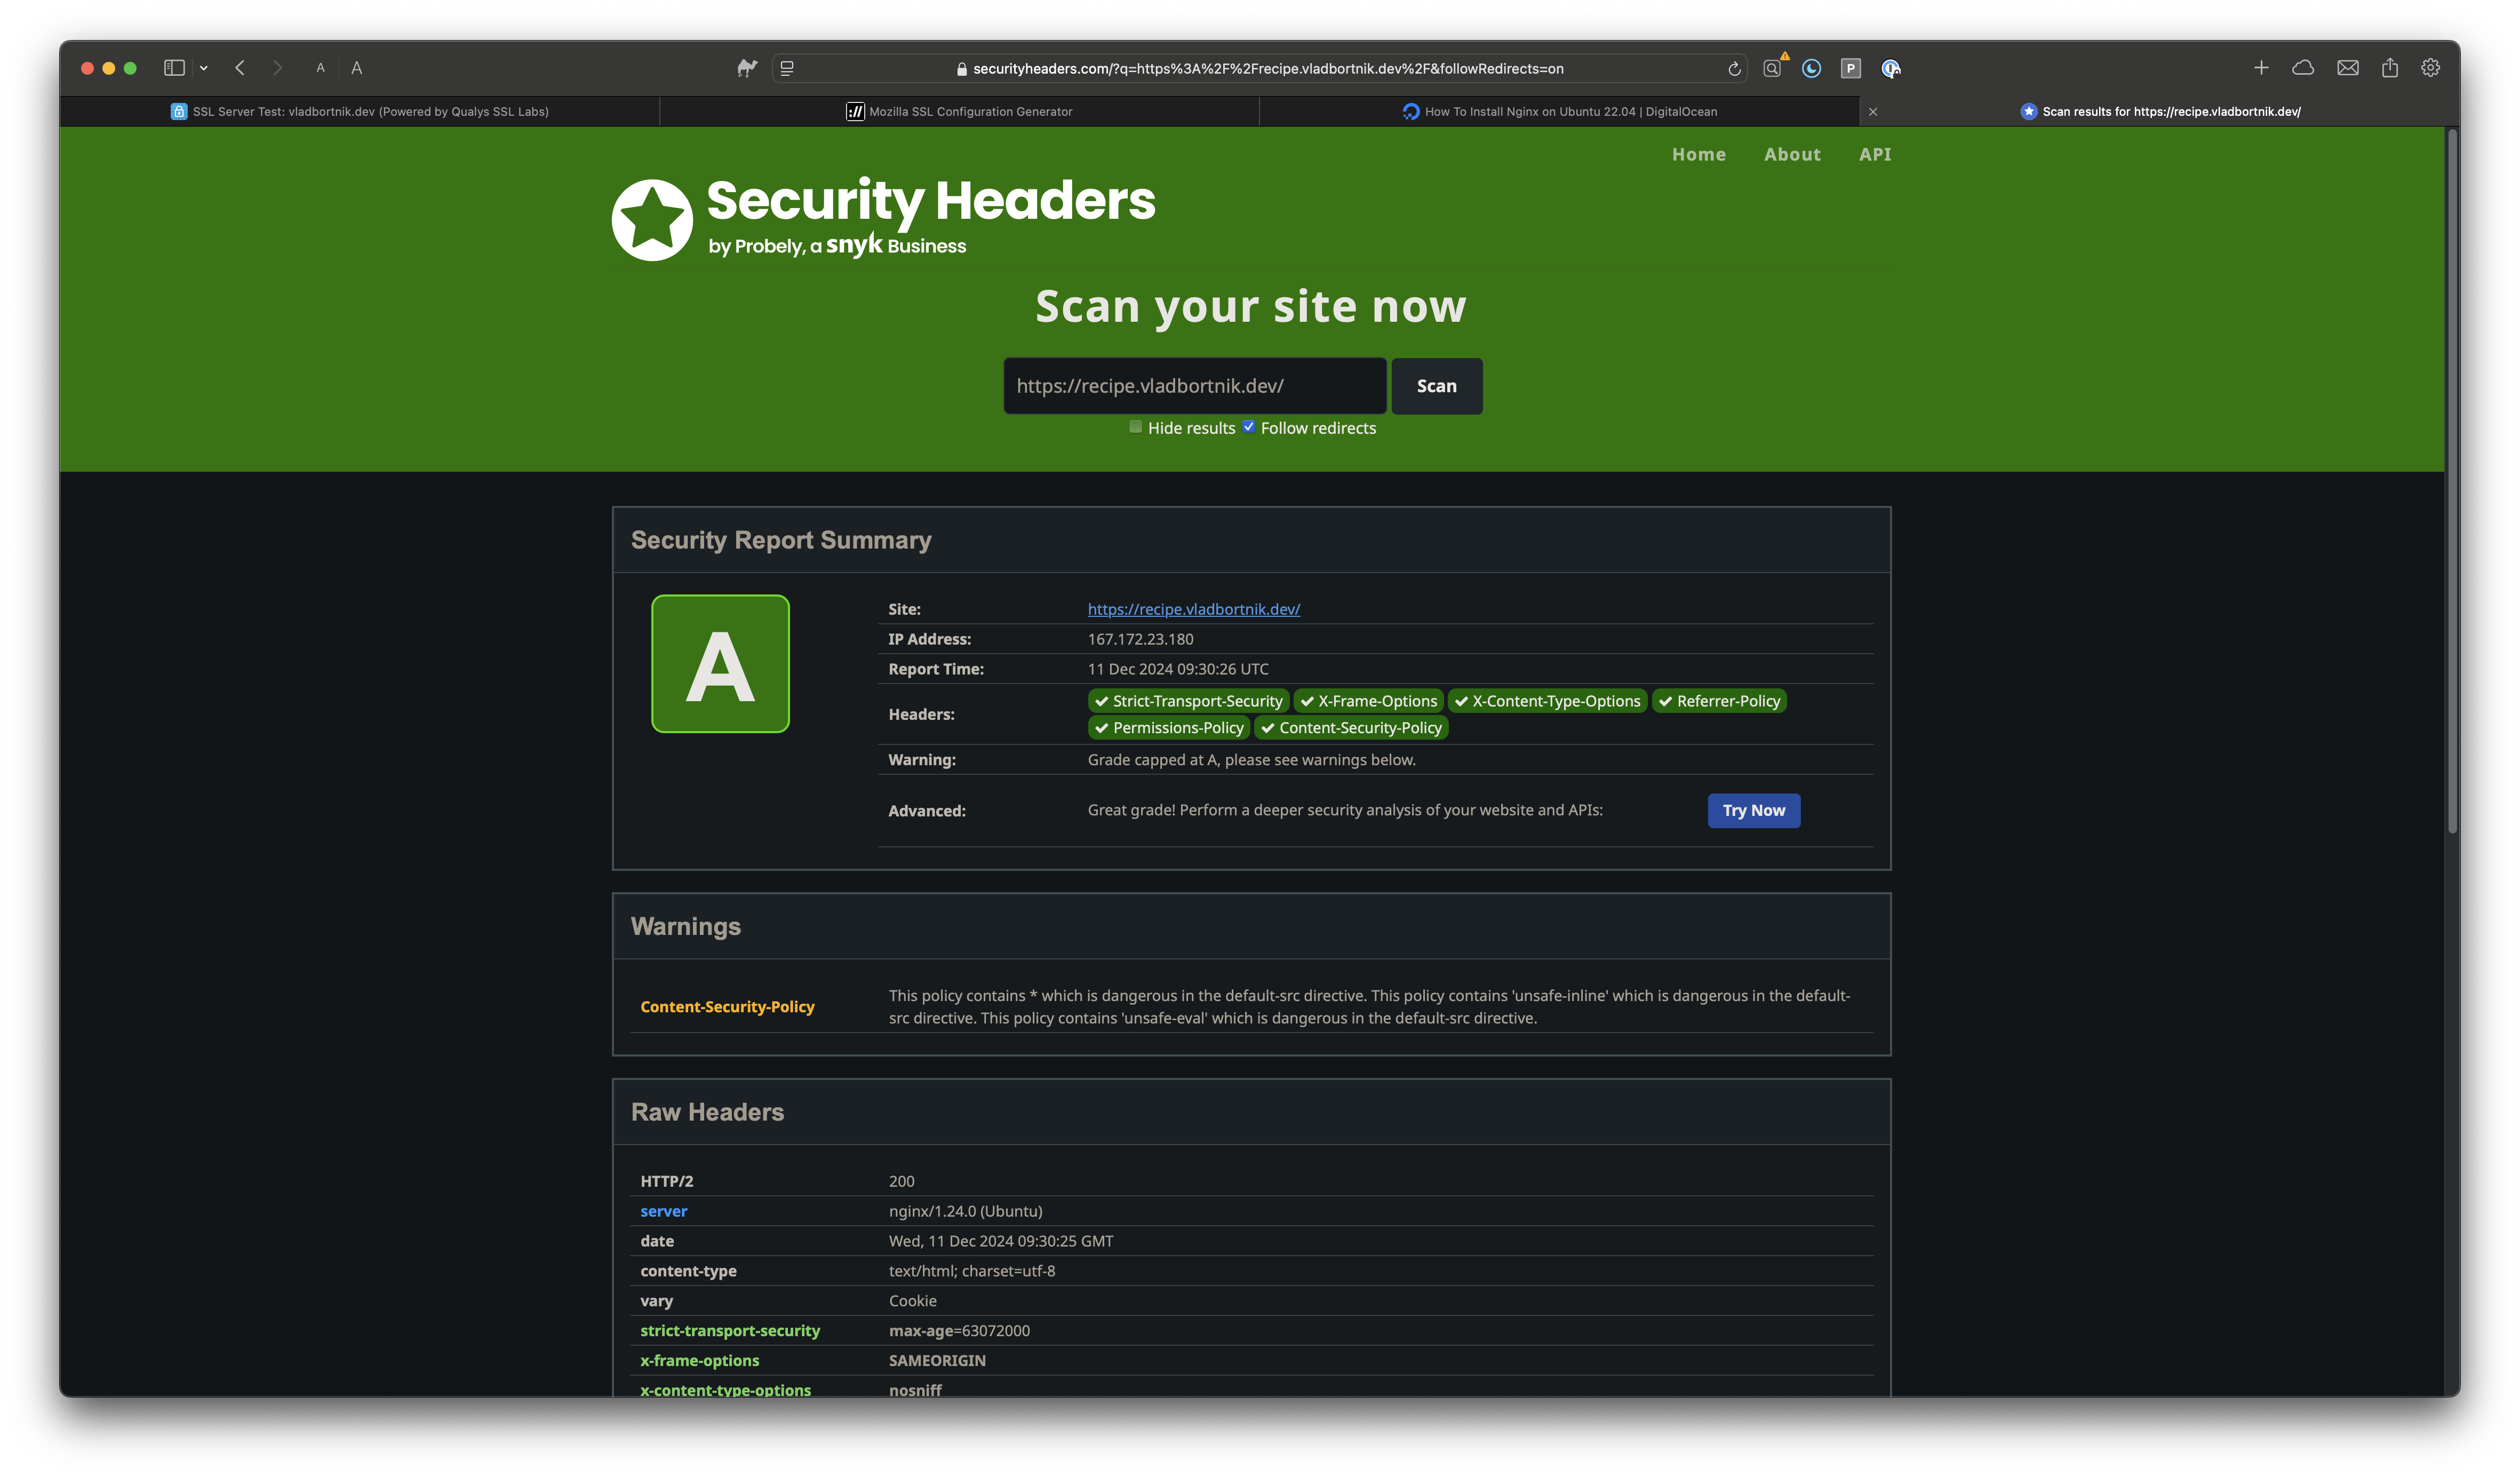 A A
securityheaders.com/?q=https%3A%2F%2Frecipe.vladbortnik.dev%2F&followRedirects=on
P
SSL Server Test: vladbortnik.dev (Powered by Qualys SSL Labs)
:// Mozilla SSL Configuration Generator
How To Install Nginx on Ubuntu 22.04 | DigitalOcean
Scan results for https://recipe.vladbortnik.dev/
Home About API
Security Headers
by Probely, a snyk Business
Scan your site now
https://recipe.vladbortnik.dev/ Scan
Hide results Follow redirects
Security Report Summary
A
Site: https://recipe.vladbortnik.dev/
IP Address: 167.172.23.180
Report Time: 11 Dec 2024 09:30:26 UTC
Headers: Strict-Transport-Security X-Frame-Options X-Content-Type-Options Referrer-Policy
Permissions-Policy Content-Security-Policy
Warning: Grade capped at A, please see warnings below.
Advanced: Great grade! Perform a deeper security analysis of your website and APIs: Try Now
Warnings
Content-Security-Policy This policy contains * which is dangerous in the default-src directive. This policy contains 'unsafe-inline' which is dangerous in the default-
src directive. This policy contains 'unsafe-eval' which is dangerous in the default-src directive.
Raw Headers
HTTP/2 200
server nginx/1.24.0 (Ubuntu)
date Wed, 11 Dec 2024 09:30:25 GMT
content-type text/html; charset=utf-8
vary Cookie
strict-transport-security max-age=63072000
x-frame-options SAMEORIGIN
x-content-type-options nosniff